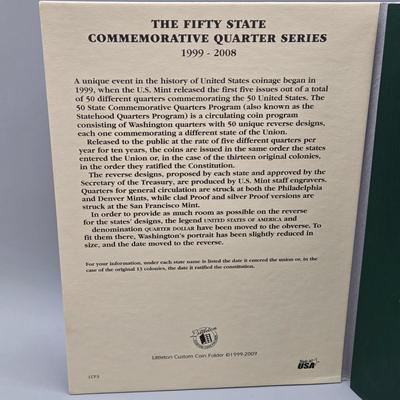 THE FIFTY STATE
COMMEMORATIVE QUARTER SERIES
1999 - 2008
A unique event in the history of United States coinage began in
1999, when the U.S. Mint released the first five issues out of a total
of 50 different quarters commemorating the 50 United States. The
50 State Commemorative Quarters Program (also known as the
Statehood Quarters Program) is a circulating coin program
consisting of Washington quarters with 50 unique reverse designs,
each one commemorating a different state of the Union.
Released to the public at the rate of five different quarters per
year for ten years, the coins are issued in the same order the states
entered the Union or, in the case of the thirteen original colonies,
in the order they ratified the Constitution.
The reverse designs, proposed by each state and approved by the
Secretary of the Treasury, are produced by U.S. Mint staff engravers.
Quarters for general circulation are struck at both the Philadelphia
and Denver Mints, while clad Proof and silver Proof versions are
struck at the San Francisco Mint.
In order to provide as much room as possible on the reverse
for the states' designs, the legend UNITED STATES OF AMERICA and
denomination QUARTER DOLLAR have been moved to the obverse. To
fit them there, Washington's portrait has been slightly reduced in
size, and the date moved to the reverse.
For your information, under each state name is listed the date it entered the union or, in the
case of the original 13 colonies, the date it ratified the constitution.
Littleton
Littleton Custom Coin Folder ©1999-2009
LCF3
Made in
USA